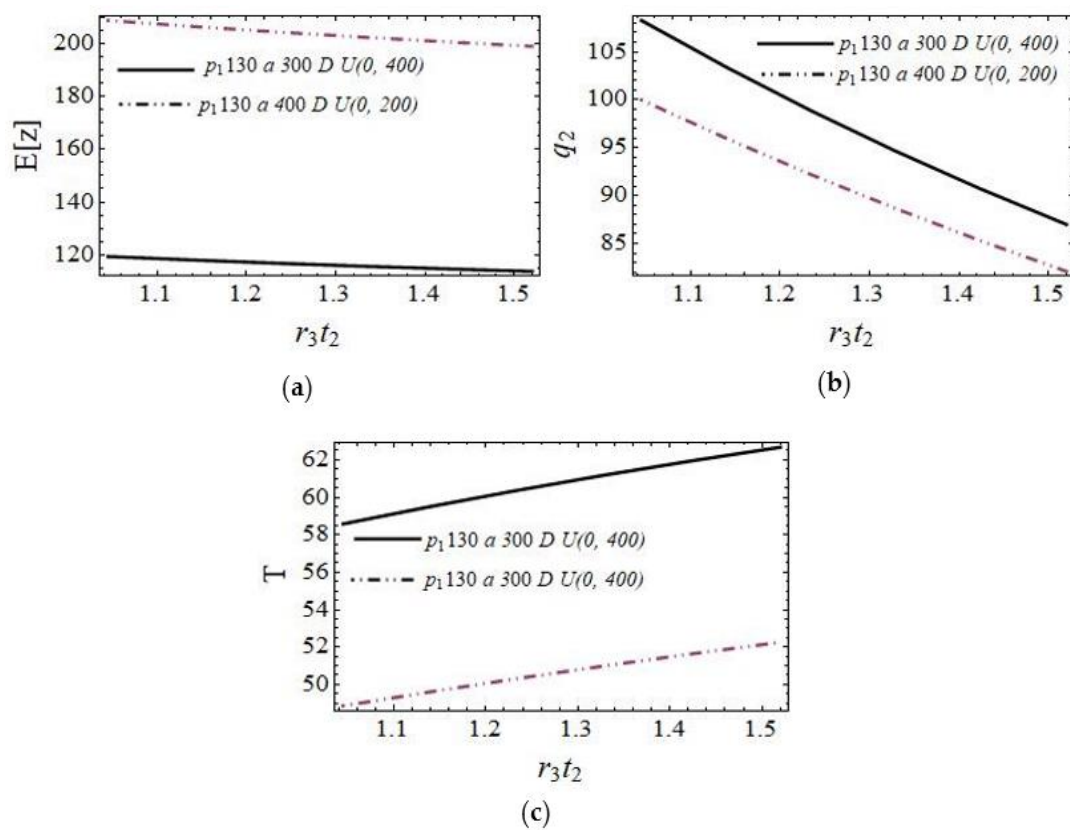 200
180
160
140
120
E[z]
p₁130 a 300 D U(0, 400)
p₁130 a 400 D U(0, 200)
1.1 1.2 1.3 1.4 1.5
r₃t₂
(a)
105
100
95
90
85
q₂
p₁130 a 300 D U(0, 400)
p₁130 a 400 D U(0, 200)
1.1 1.2 1.3 1.4 1.5
r₃t₂
(b)
62
60
58
56
54
52
50
T
p₁130 a 300 D U(0, 400)
p₁130 a 300 D U(0, 400)
1.1 1.2 1.3 1.4 1.5
r₃t₂
(c)